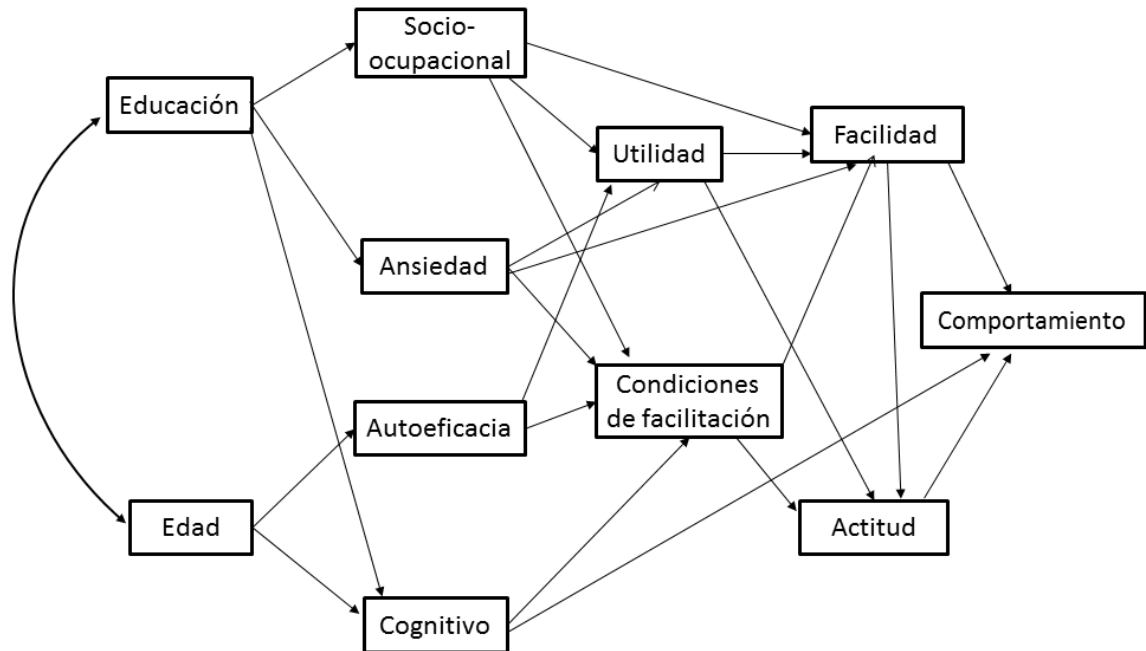 Socio-
ocupacional
Educación
Utilidad
Facilidad
Ansiedad
Comportamiento
Condiciones
de facilitación
Autoeficacia
Edad
Actitud
Cognitivo